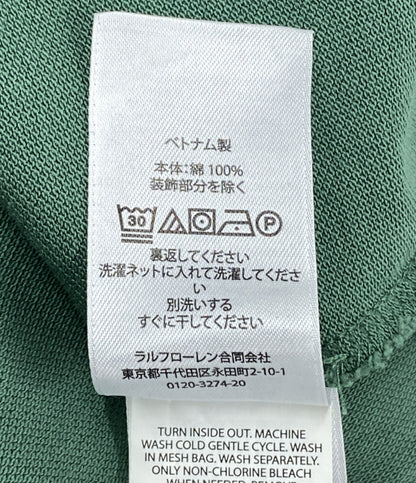 ベトナム製
本体:綿 100%
装飾部分を除く
30 P
裏返してください
洗濯ネットに入れて洗濯してくださ
い
別洗いする
すぐに干してください
ラルフローレン合同会社
東京都千代田区永田町2-10-1
0120-3274-20
TURN INSIDE OUT. MACHINE
WASH COLD GENTLE CYCLE. WASH
IN MESH BAG. WASH SEPARATELY.
ONLY NON-CHLORINE BLEACH
WHEN NEEDED. REMOVE